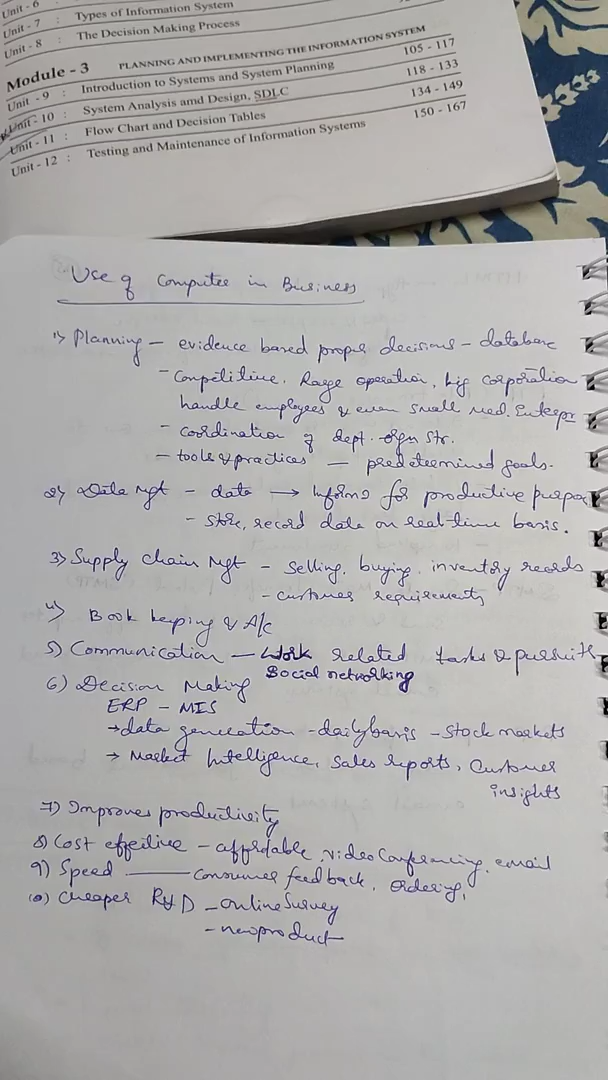 Unit - 6
Unit - 7 : Types of Information System
Unit - 8 : The Decision Making Process
Module - 3 PLANNING AND IMPLEMENTING THE INFORMATION SYSTEM
Unit - 9 : Introduction to Systems and System Planning 105 - 117
Unit - 10 : System Analysis amd Design, SDLC 118 - 133
Unit - 11 : Flow Chart and Decision Tables 134 - 149
Unit - 12 : Testing and Maintenance of Information Systems 150 - 167
Use of Computer in Business
1) Planning - evidence based proper decisions - database
- Competitive, large operation, big corporation
handle employees & even small med. Enterpr
- coordination of dept. orgn str.
- tools & practices - predetermined goals.
2) Data Mgt - data → Informn for productive purpo
- store, record data on real-time basis.
3) Supply chain Mgt - selling, buying, inventory records
- customer requirements
4) Book keeping & A/c
5) Communication - Work related tasks & pursuits
Social networking
6) Decision Making
ERP - MIS
→ data generation - daily basis - stock markets
→ Market Intelligence, sales reports, Customer
insights
7) Improves productivity
8) Cost effective - affordable, video Conferencing, email
9) Speed - consumer feedback, ordering,
10) Cheaper R&D - online Survey
- new product